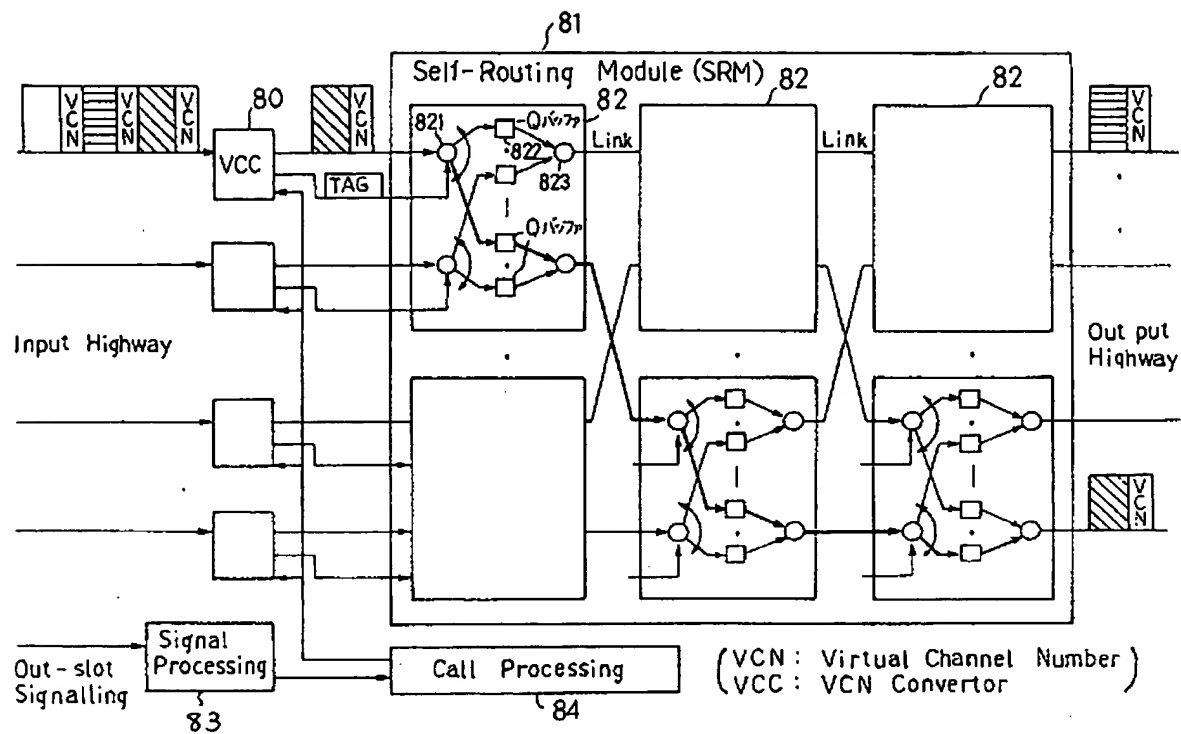 81
Self-Routing Module (SRM)
82
82
82
VCN
VCN
VCN
80
VCC
VCN
TAG
821
Qバッファ
822
823
Link
Link
VCN
Qバッファ
Input Highway
Out put
Highway
VCN
Out-slot
Signalling
Signal
Processing
83
Call Processing
84
(VCN: Virtual Channel Number
VCC: VCN Convertor)